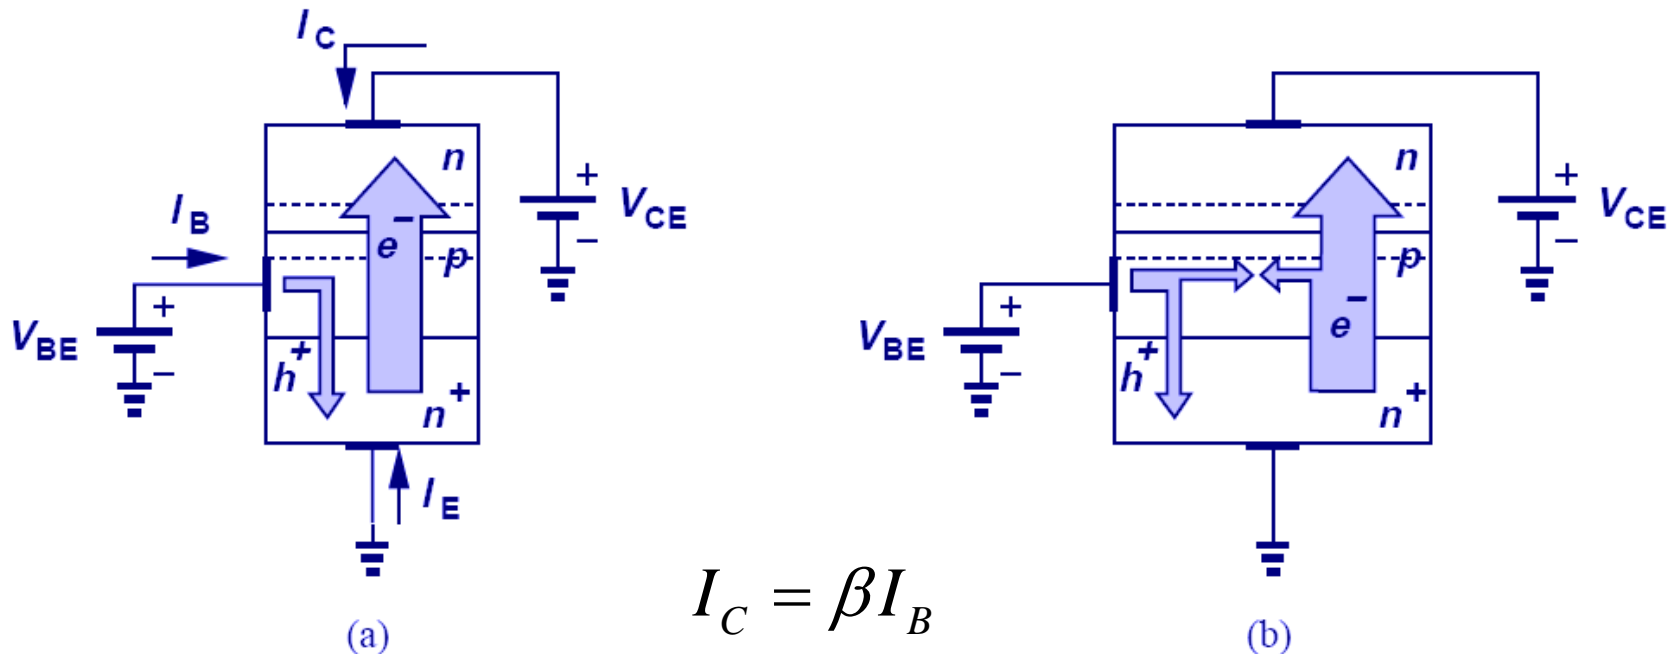 I_C
n
+
I_B
V_CE
e^-
p
−
+
V_BE
−
h^+
n^+
I_E
(a)
n
+
V_CE
p
−
e^-
+
V_BE
−
h^+
n^+
(b)
I_C = βI_B